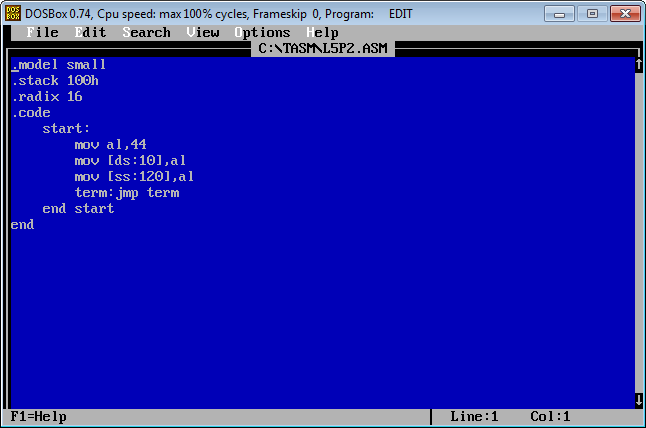 DOS
BOX
DOSBox 0.74, Cpu speed: max 100% cycles, Frameskip 0, Program: EDIT
File Edit Search View Options Help
C:\TASM\L5P2.ASM
.model small
.stack 100h
.radix 16
.code
start:
mov al,44
mov [ds:10],al
mov [ss:120],al
term:jmp term
end start
end
F1=Help Line:1 Col:1